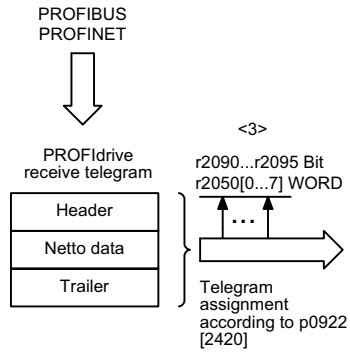 PROFIBUS
PROFINET
<3>
PROFIdrive
receive telegram
r2090...r2095 Bit
r2050[0...7] WORD
Header
...
Netto data
Trailer
Telegram
assignment
according to p0922
[2420]